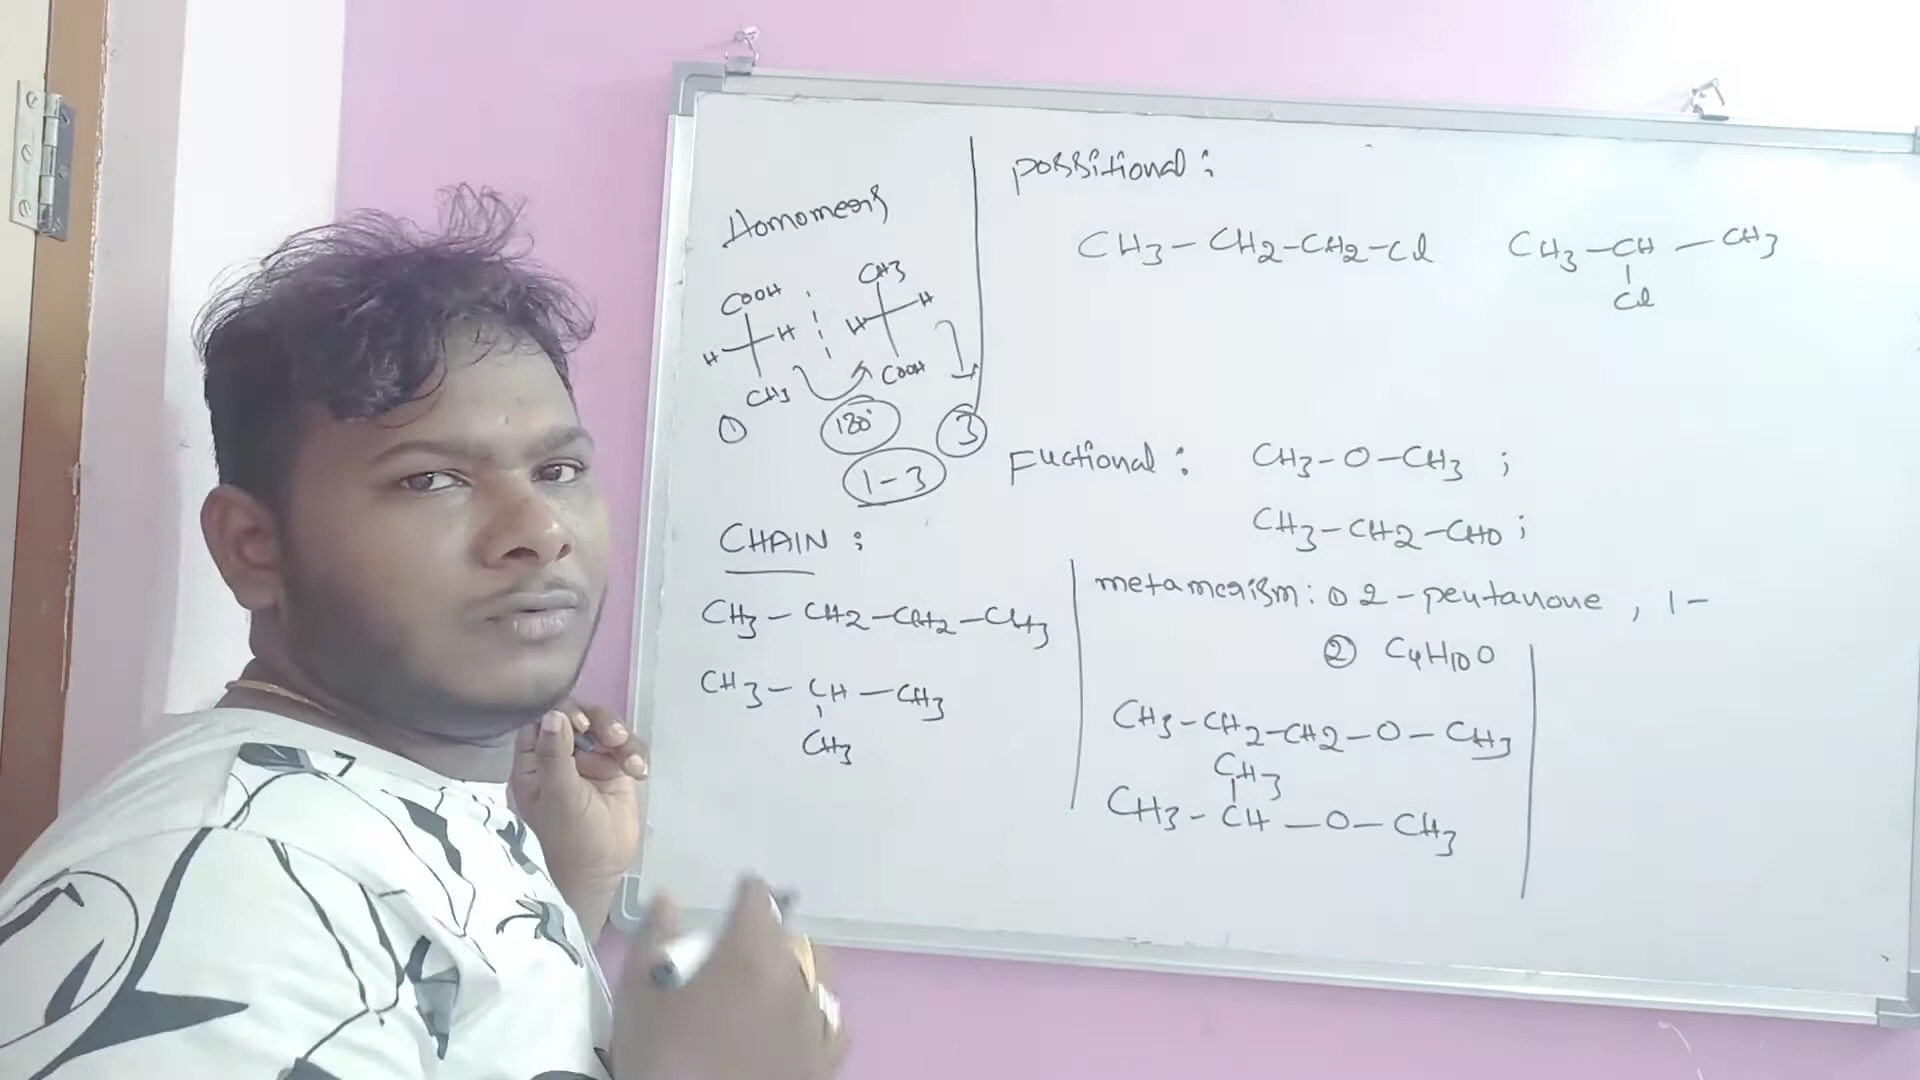 Homomers
COOH
H H
CH3
①
CH3
H H
COOH
180°
3
1-3
CHAIN :
CH3 - CH2 - CH2 - CH3
CH3 - CH - CH3
CH3
possitional :
CH3 - CH2 - CH2 - Cl CH3 - CH - CH3
Cl
Fuctional : CH3 - O - CH3 ;
CH3 - CH2 - CHO ;
metamerism : ① 2-pentanone , 1-
② C4H10O
CH3 - CH2 - CH2 - O - CH3
CH3
CH3 - CH - O - CH3